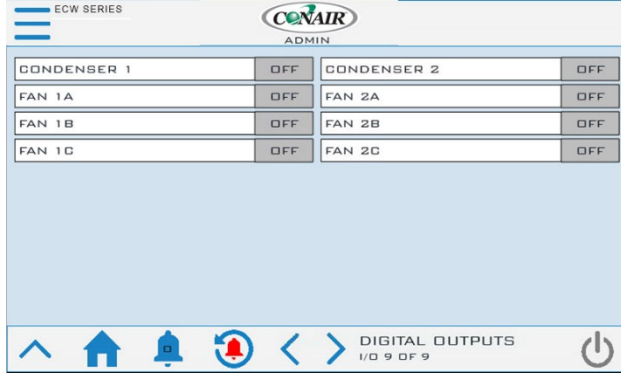 ECW SERIES
CONAIR
ADMIN
CONDENSER 1 OFF CONDENSER 2 OFF
FAN 1A OFF FAN 2A OFF
FAN 1B OFF FAN 2B OFF
FAN 1C OFF FAN 2C OFF
0
DIGITAL OUTPUTS
I/O 9 OF 9